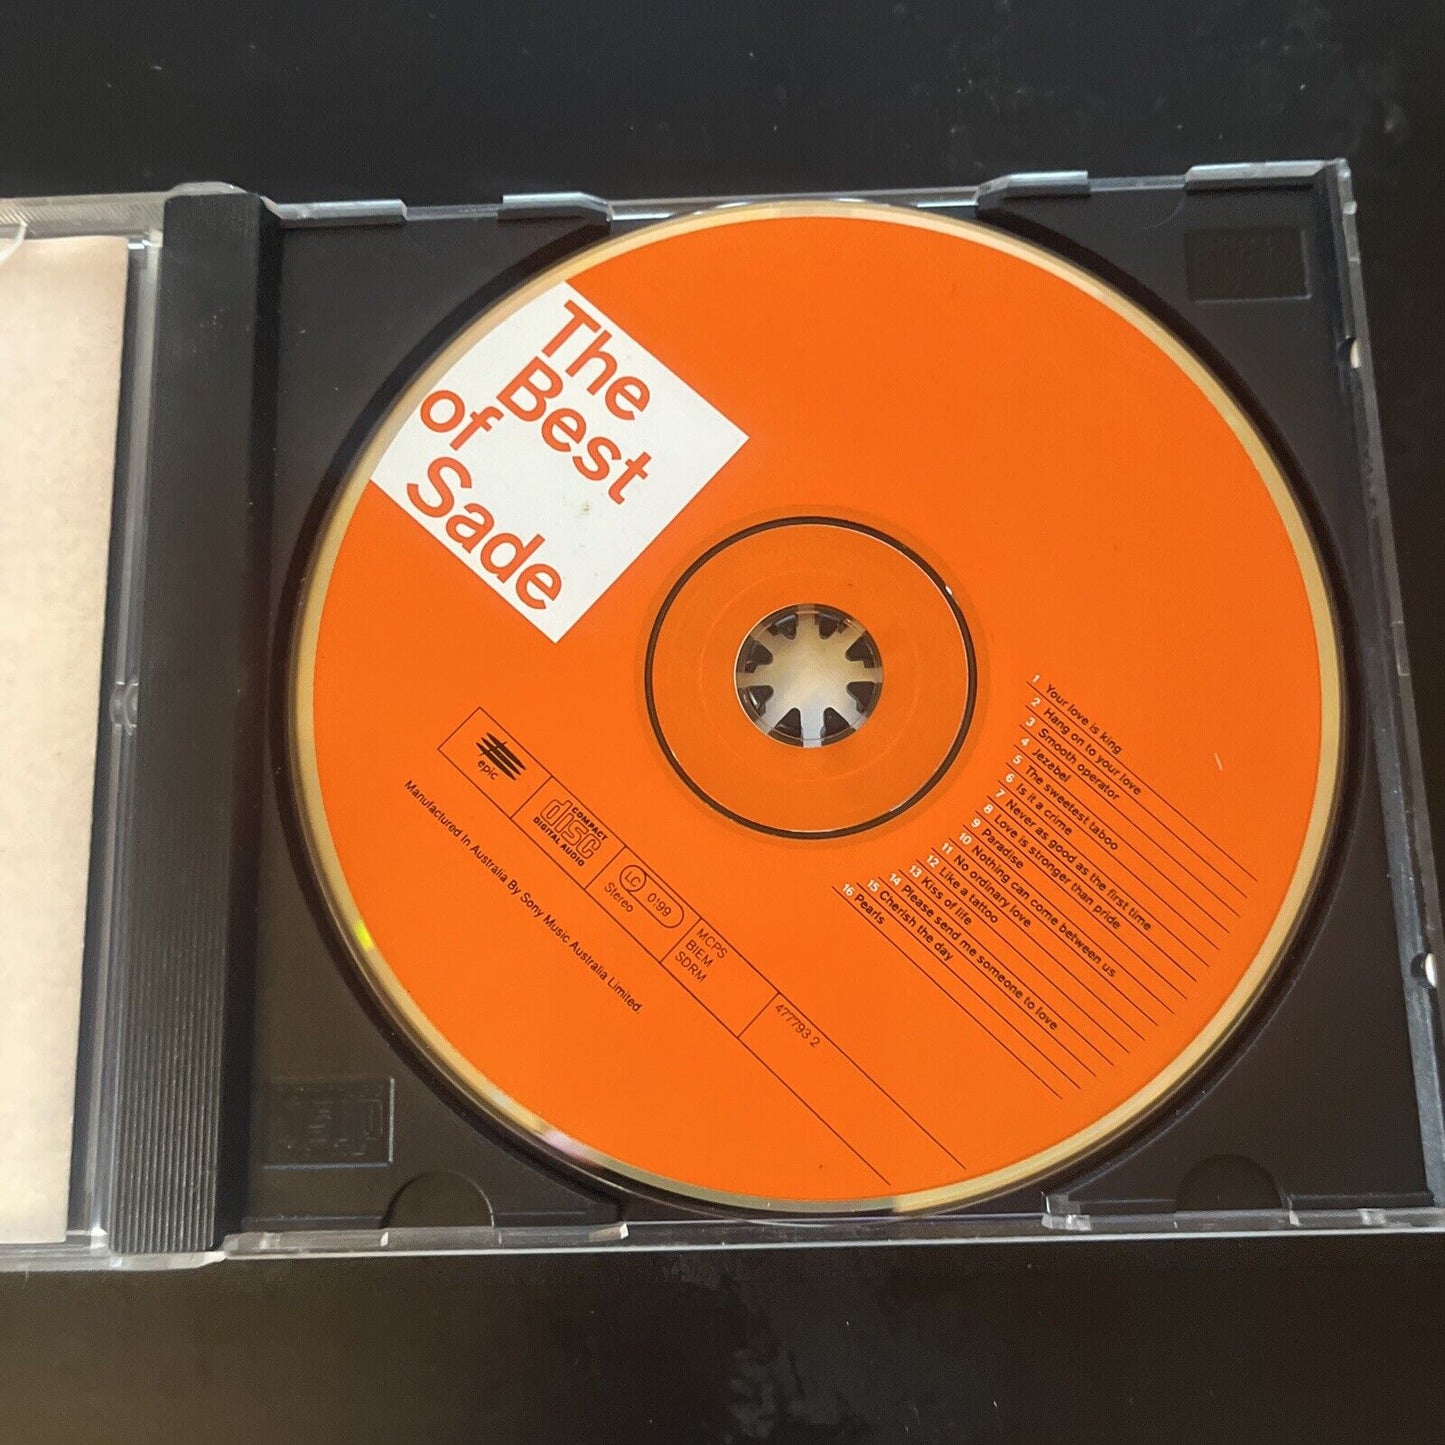 The
Best
of
Sade
1 Your love is king
2 Hang on to your love
3 Smooth operator
4 Jezebel
5 The sweetest taboo
6 Is it a crime
7 Never as good as the first time
8 Love is stronger than pride
9 Paradise
10 Nothing can come between us
11 No ordinary love
12 Like a tattoo
13 Kiss of life
14 Please send me someone to love
15 Cherish the day
16 Pearls
epic
COMPACT
disc
DIGITAL AUDIO
LC 0199
Stereo
MCPS
BIEM
SDRM
477793 2
Manufactured In Australia By Sony Music Australia Limited.